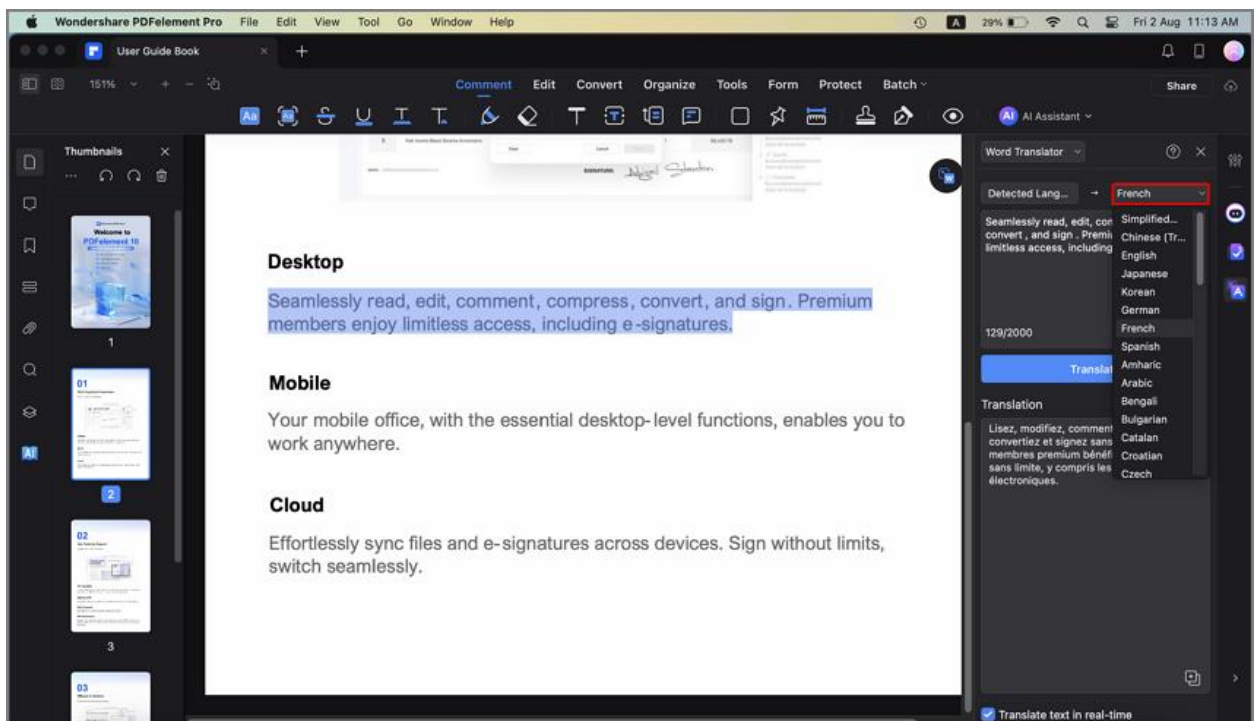 Wondershare PDFelement Pro File Edit View Tool Go Window Help
A 29% Fri 2 Aug 11:13 AM
User Guide Book
151%
Comment Edit Convert Organize Tools Form Protect Batch
Share
AI AI Assistant
Thumbnails
Welcome to
PDFelement 10
1
01
2
02
3
03
AI
SIGNATURE:
Desktop
Seamlessly read, edit, comment, compress, convert, and sign. Premium
members enjoy limitless access, including e-signatures.
Mobile
Your mobile office, with the essential desktop-level functions, enables you to
work anywhere.
Cloud
Effortlessly sync files and e-signatures across devices. Sign without limits,
switch seamlessly.
Word Translator
Detected Lang... → French
Seamlessly read, edit, con
convert , and sign . Premi
limitless access, including
129/2000
Translat
Translation
Lisez, modifiez, comment
convertiez et signez sans
membres premium bénéfi
sans limite, y compris les
électroniques.
Simplified...
Chinese (Tr...
English
Japanese
Korean
German
French
Spanish
Amharic
Arabic
Bengali
Bulgarian
Catalan
Croatian
Czech
Translate text in real-time